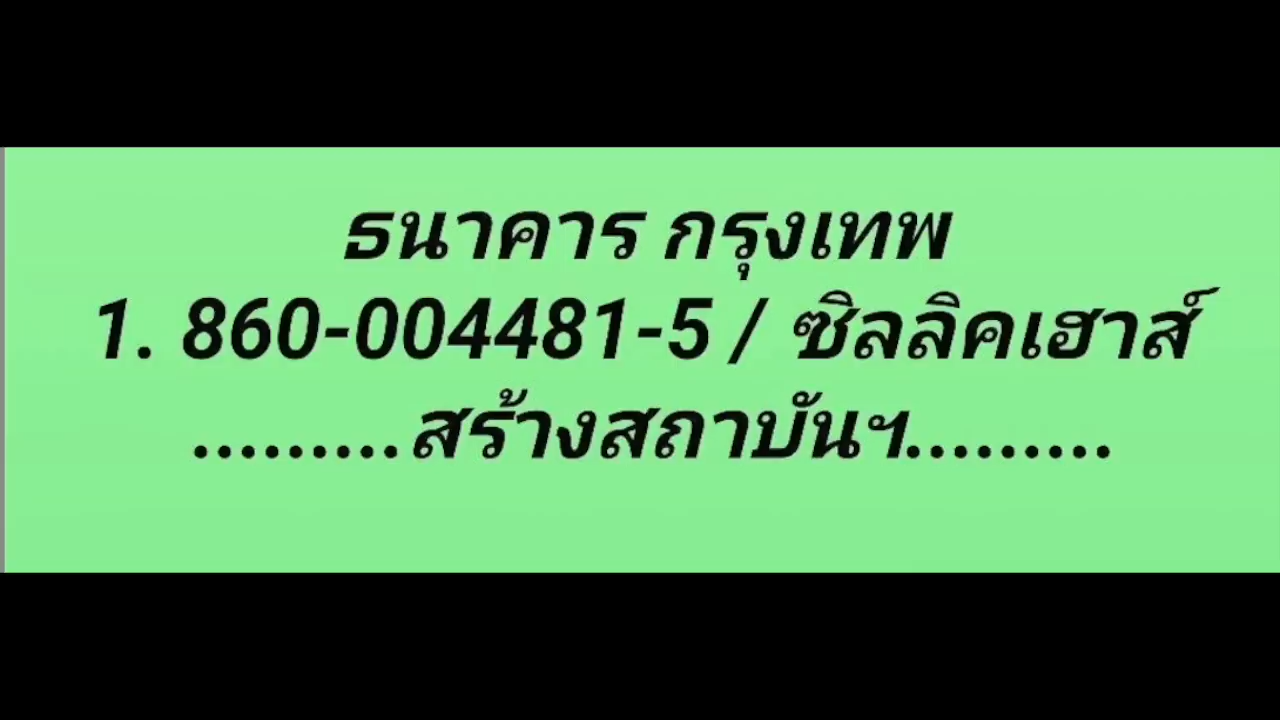 ธนาคาร กรุงเทพ
1. 860-004481-5 / ซิลลิคเฮาส์
.........สร้างสถาบันฯ.........